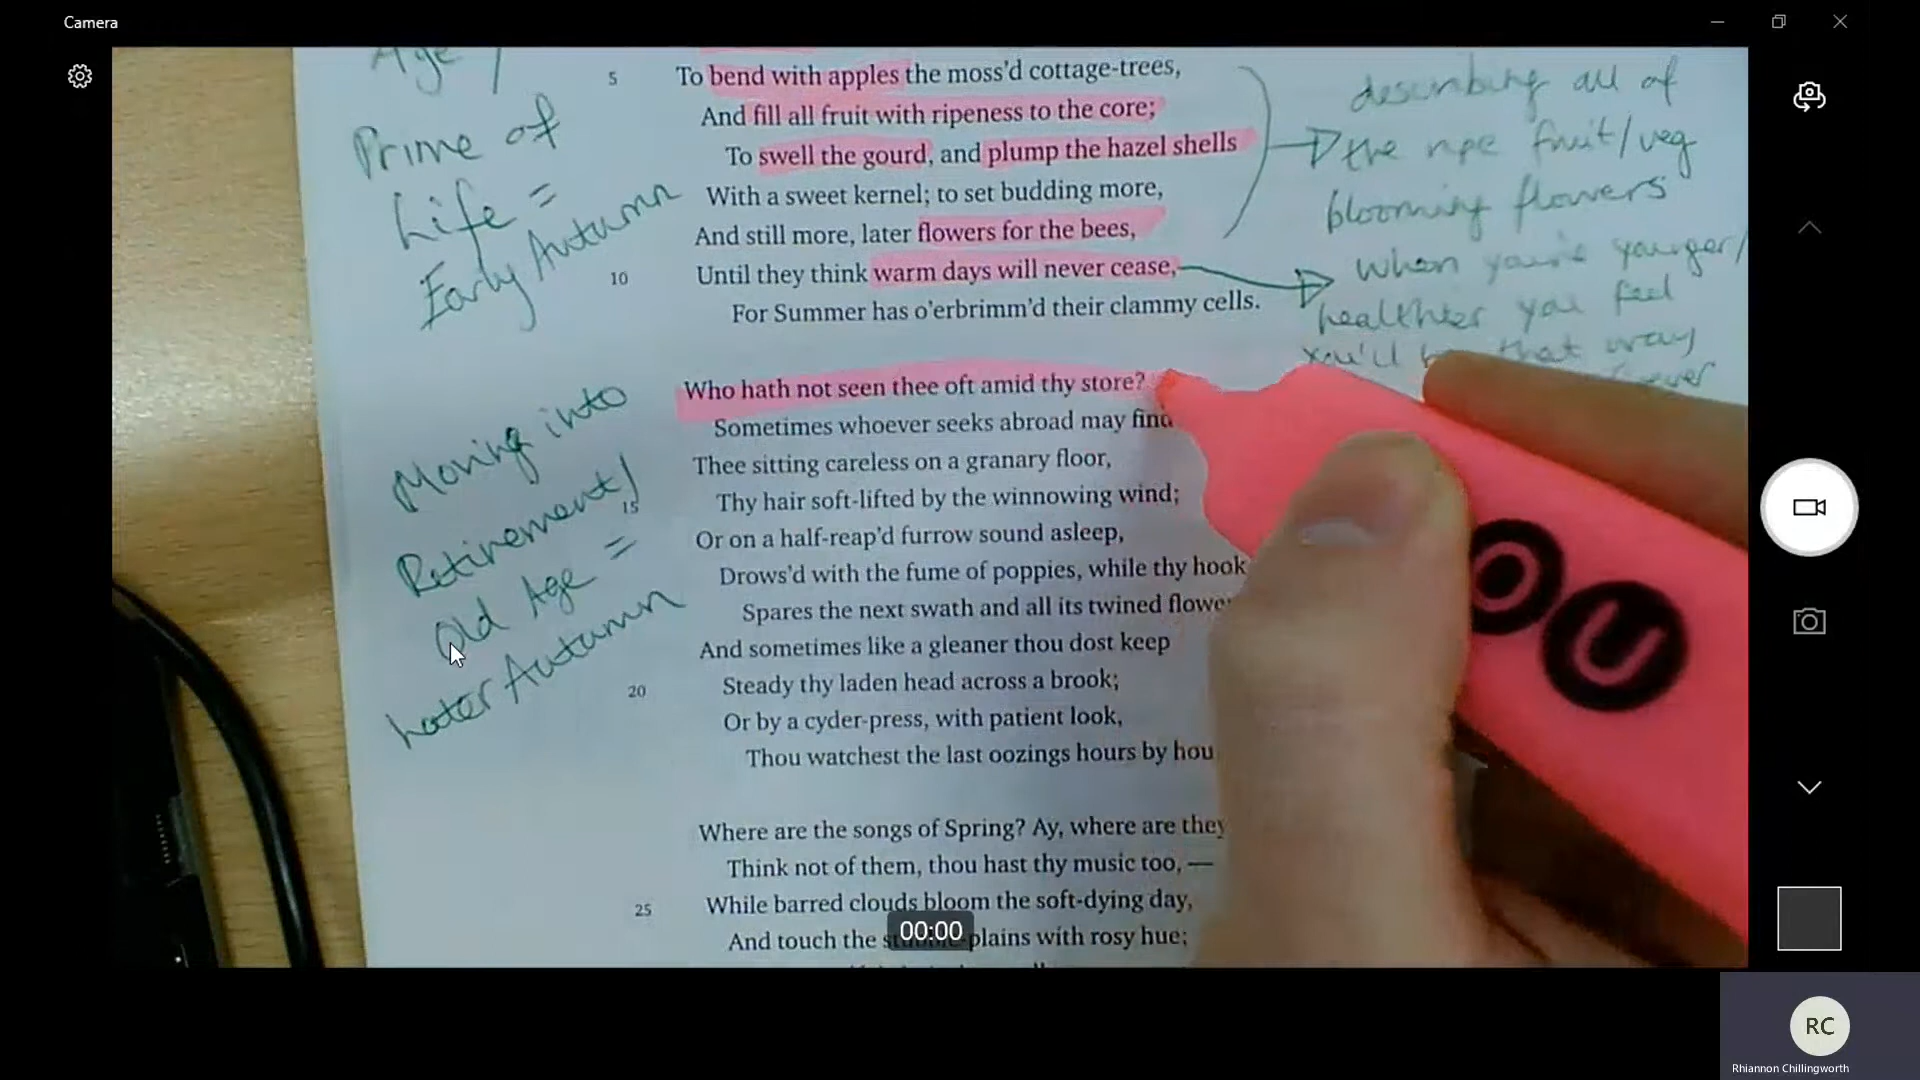 Camera
Age/
5 To bend with apples the moss'd cottage-trees,
And fill all fruit with ripeness to the core;
To swell the gourd, and plump the hazel shells
With a sweet kernel; to set budding more,
And still more, later flowers for the bees,
10 Until they think warm days will never cease,
For Summer has o'erbrimm'd their clammy cells.
Prime of
Life =
Early Autumn
describing all of
the ripe fruit/veg
blooming flowers
when you're younger/
healthier you feel
you'll that way
Who hath not seen thee oft amid thy store?
Sometimes whoever seeks abroad may find
Thee sitting careless on a granary floor,
15 Thy hair soft-lifted by the winnowing wind;
Or on a half-reap'd furrow sound asleep,
Drows'd with the fume of poppies, while thy hook
Spares the next swath and all its twined flowe
And sometimes like a gleaner thou dost keep
20 Steady thy laden head across a brook;
Or by a cyder-press, with patient look,
Thou watchest the last oozings hours by hou
Moving into
Retirement/
Old Age =
Later Autumn
OU
Where are the songs of Spring? Ay, where are they
Think not of them, thou hast thy music too, —
25 While barred clouds bloom the soft-dying day,
And touch the plains with rosy hue;
00:00
RC
Rhiannon Chillingworth